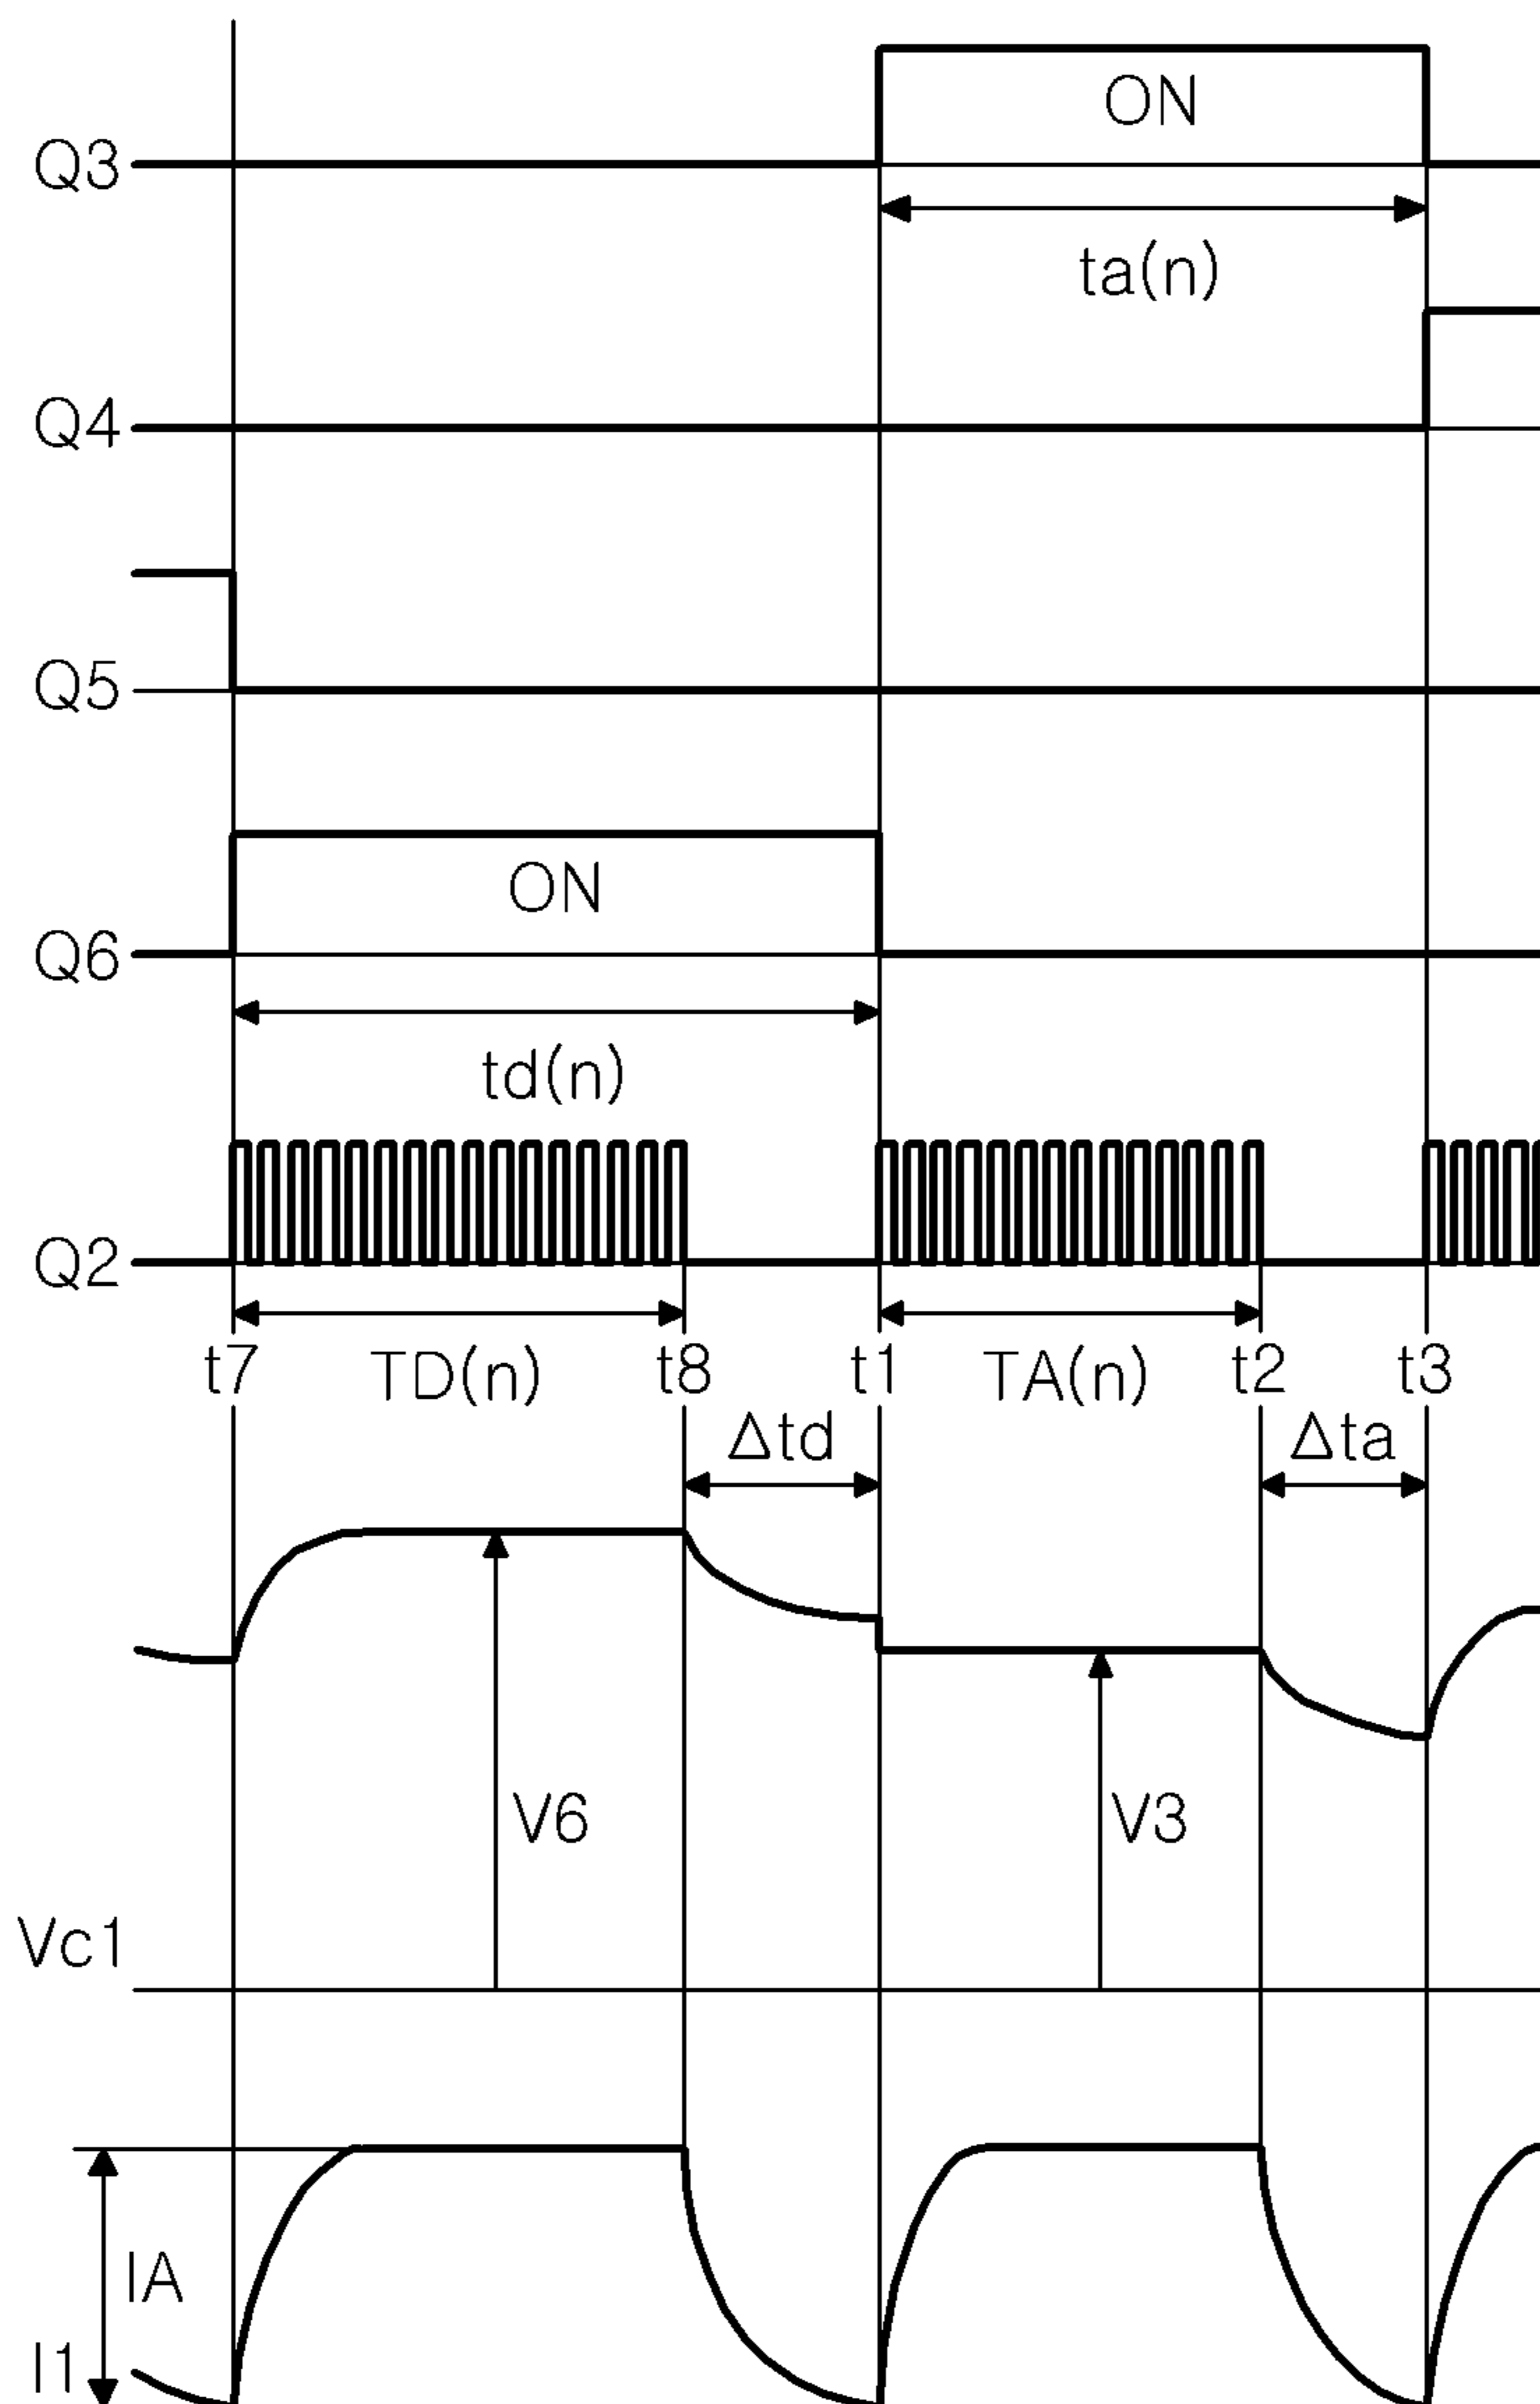 ON
Q3
ta(n)
Q4
Q5
ON
Q6
td(n)
Q2
t7 TD(n) t8 t1 TA(n) t2 t3
Δtd Δta
V6 V3
Vc1
IA
I1